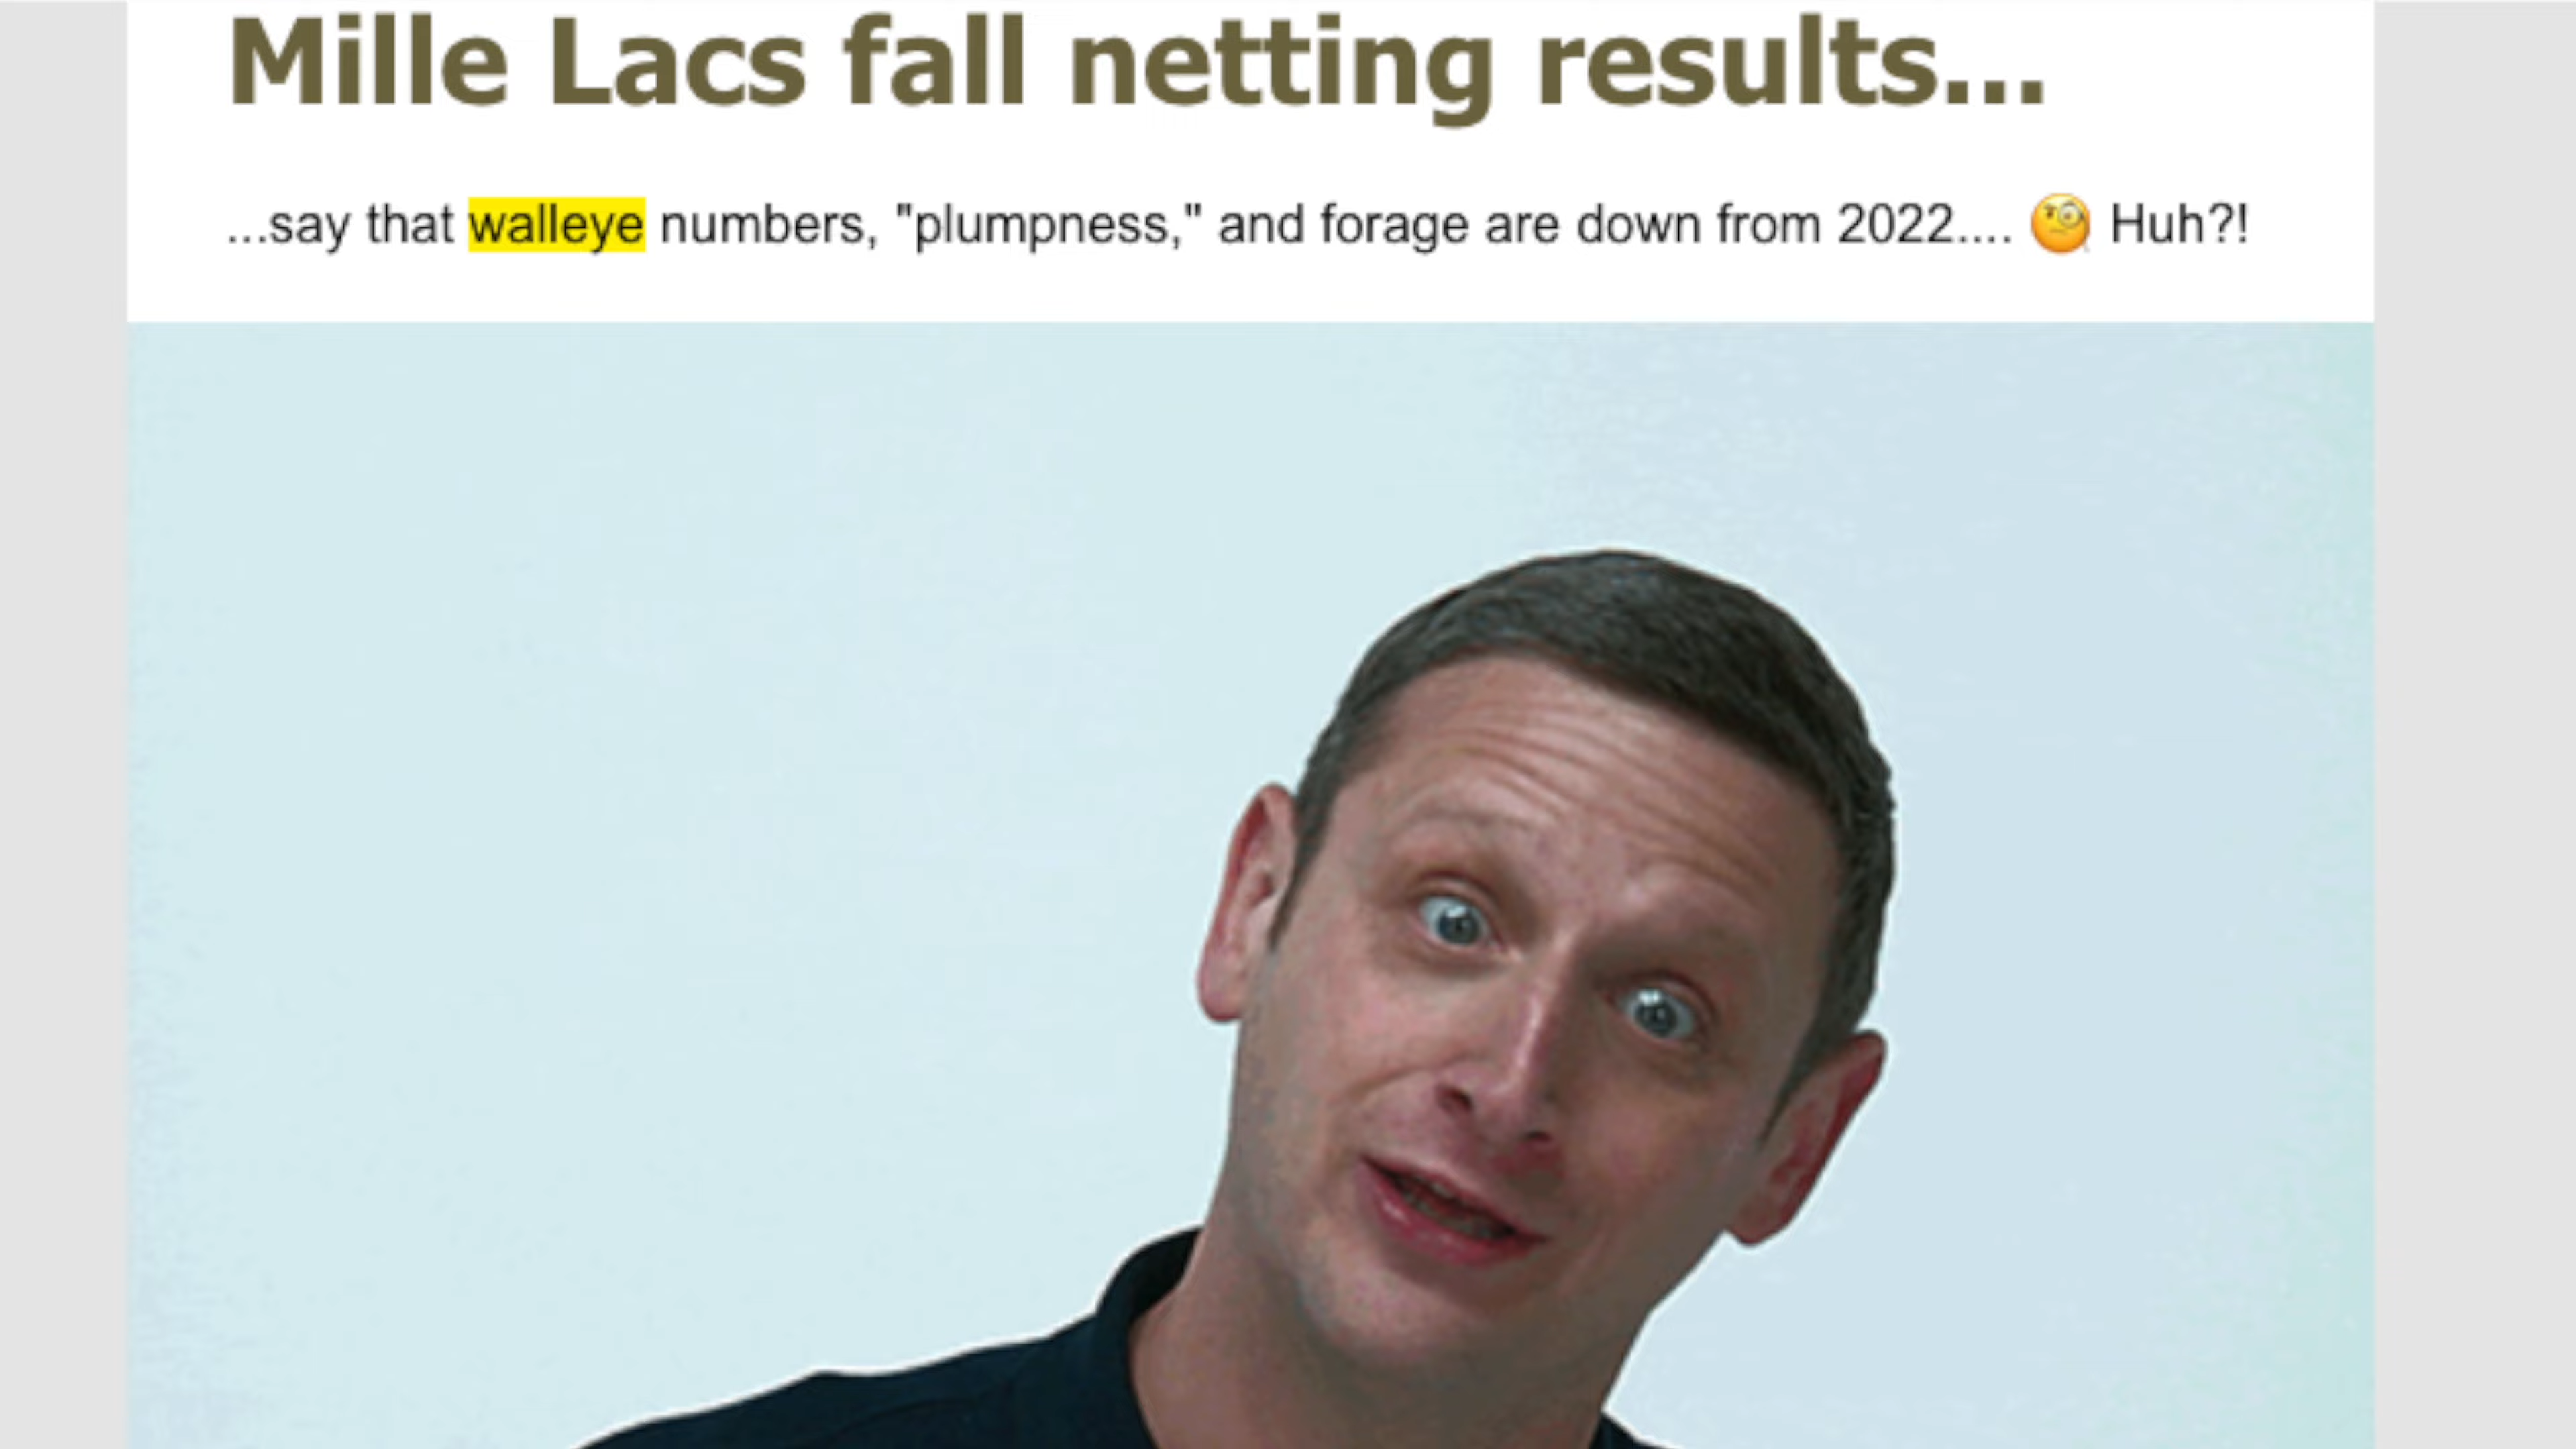 Mille Lacs fall netting results...
...say that walleye numbers, "plumpness," and forage are down from 2022.... 🧐 Huh?!